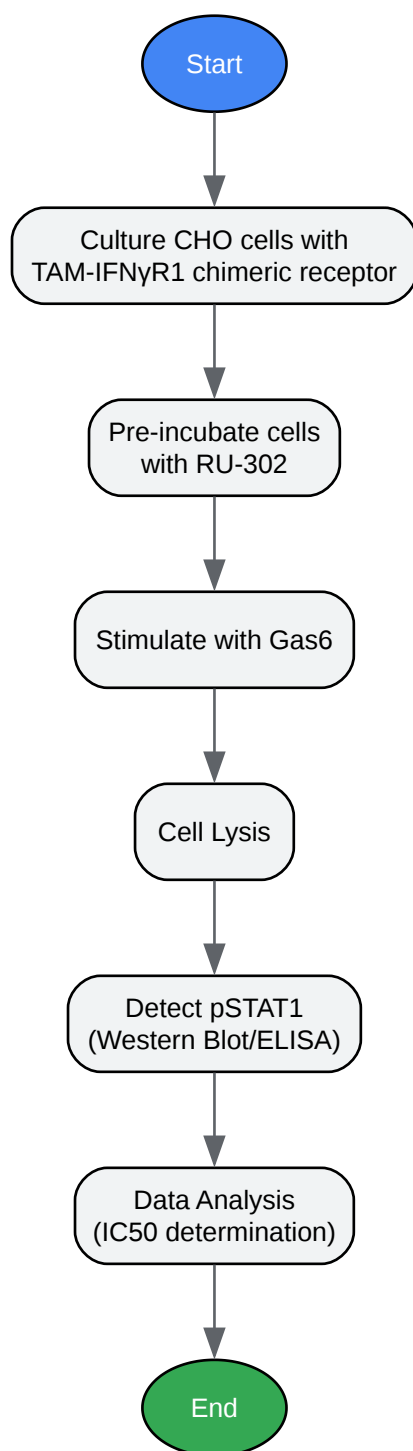 Start
Culture CHO cells with
TAM-IFNγR1 chimeric receptor
Pre-incubate cells
with RU-302
Stimulate with Gas6
Cell Lysis
Detect pSTAT1
(Western Blot/ELISA)
Data Analysis
(IC50 determination)
End